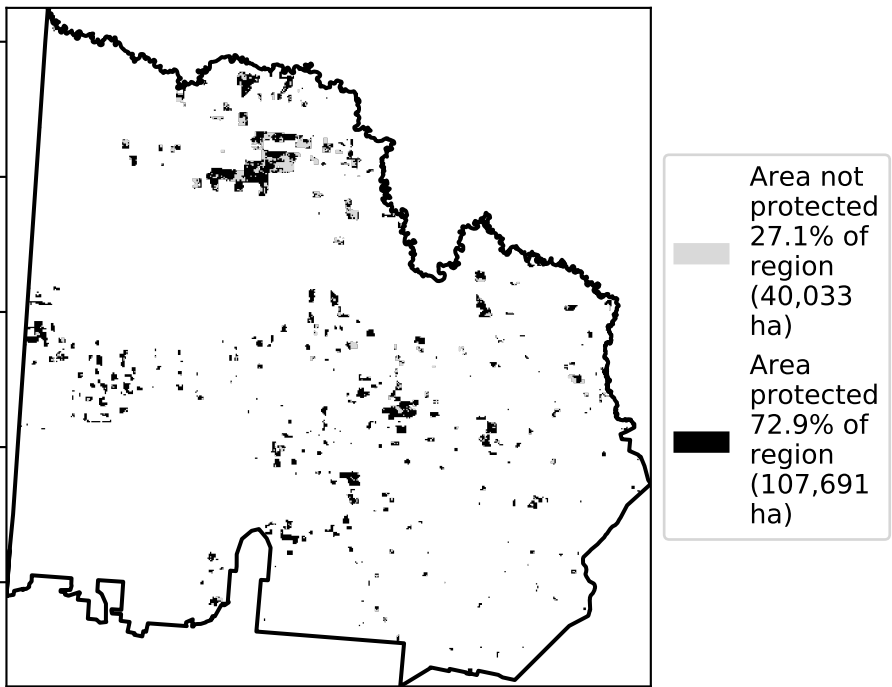 Area not
protected
27.1% of
region
(40,033
ha)
Area
protected
72.9% of
region
(107,691
ha)